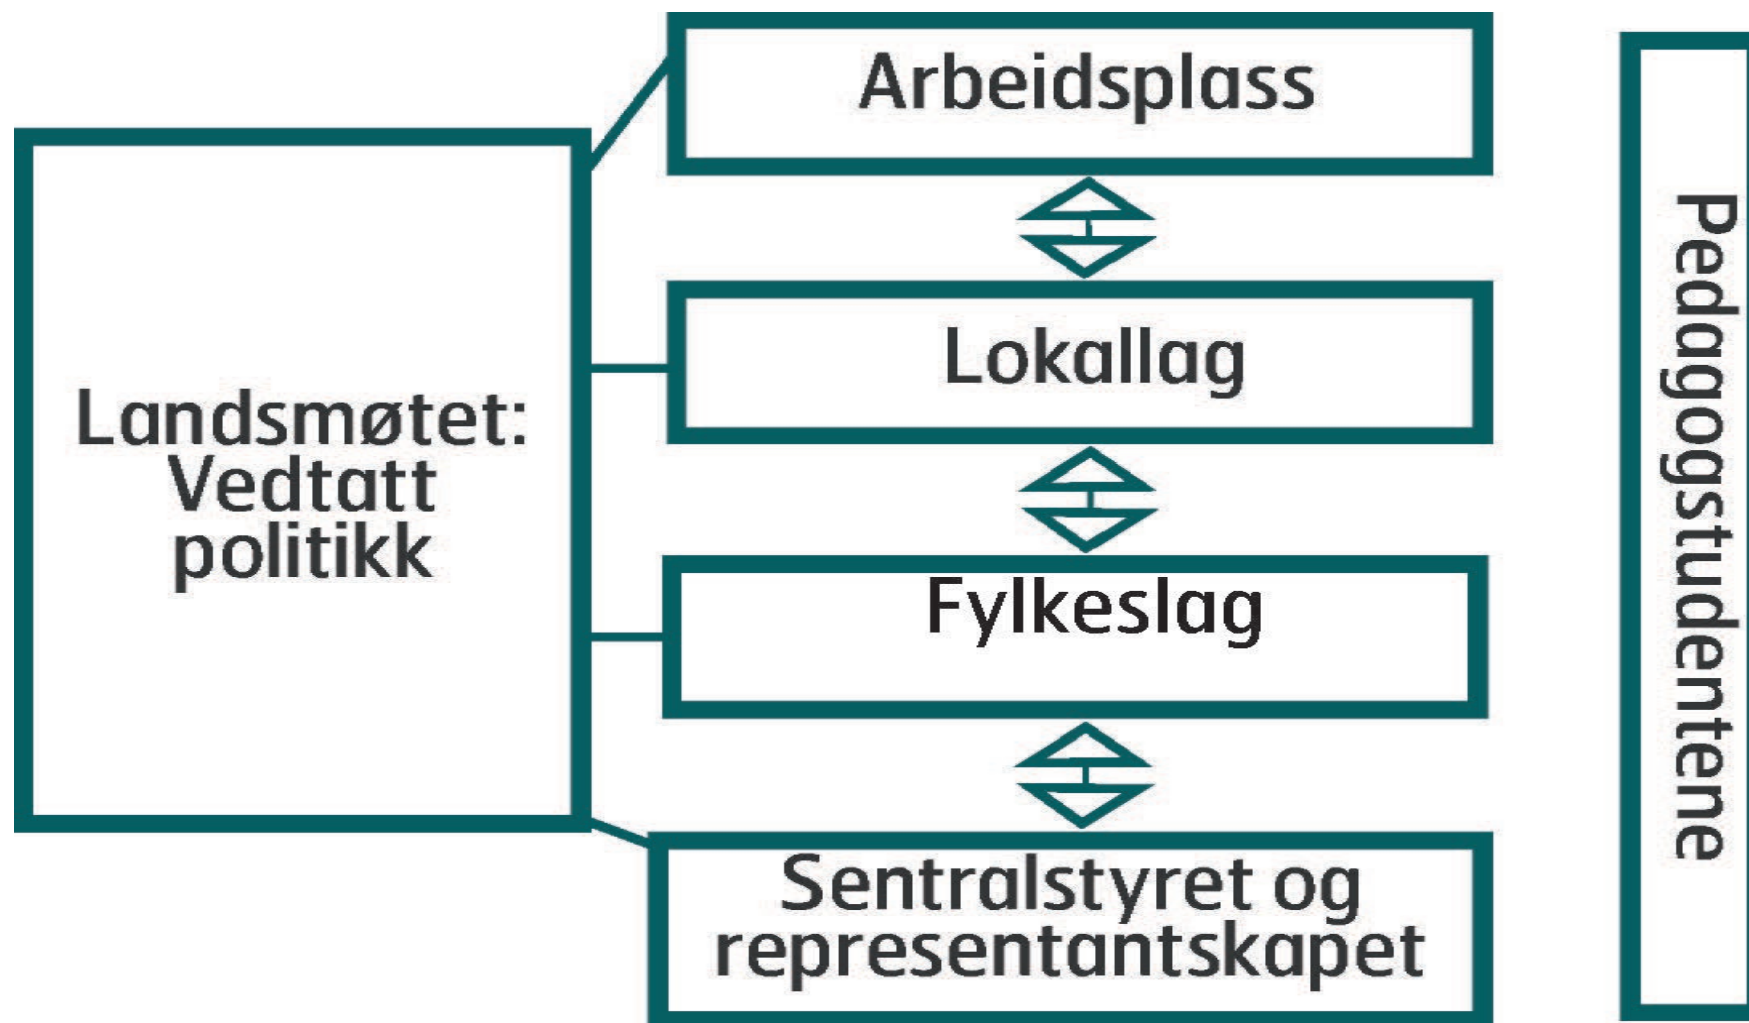 Landsmøtet:
Vedtatt
politikk
Arbeidsplass
Lokallag
Fylkeslag
Sentralstyret og
representantskapet
Pedagogstudentene